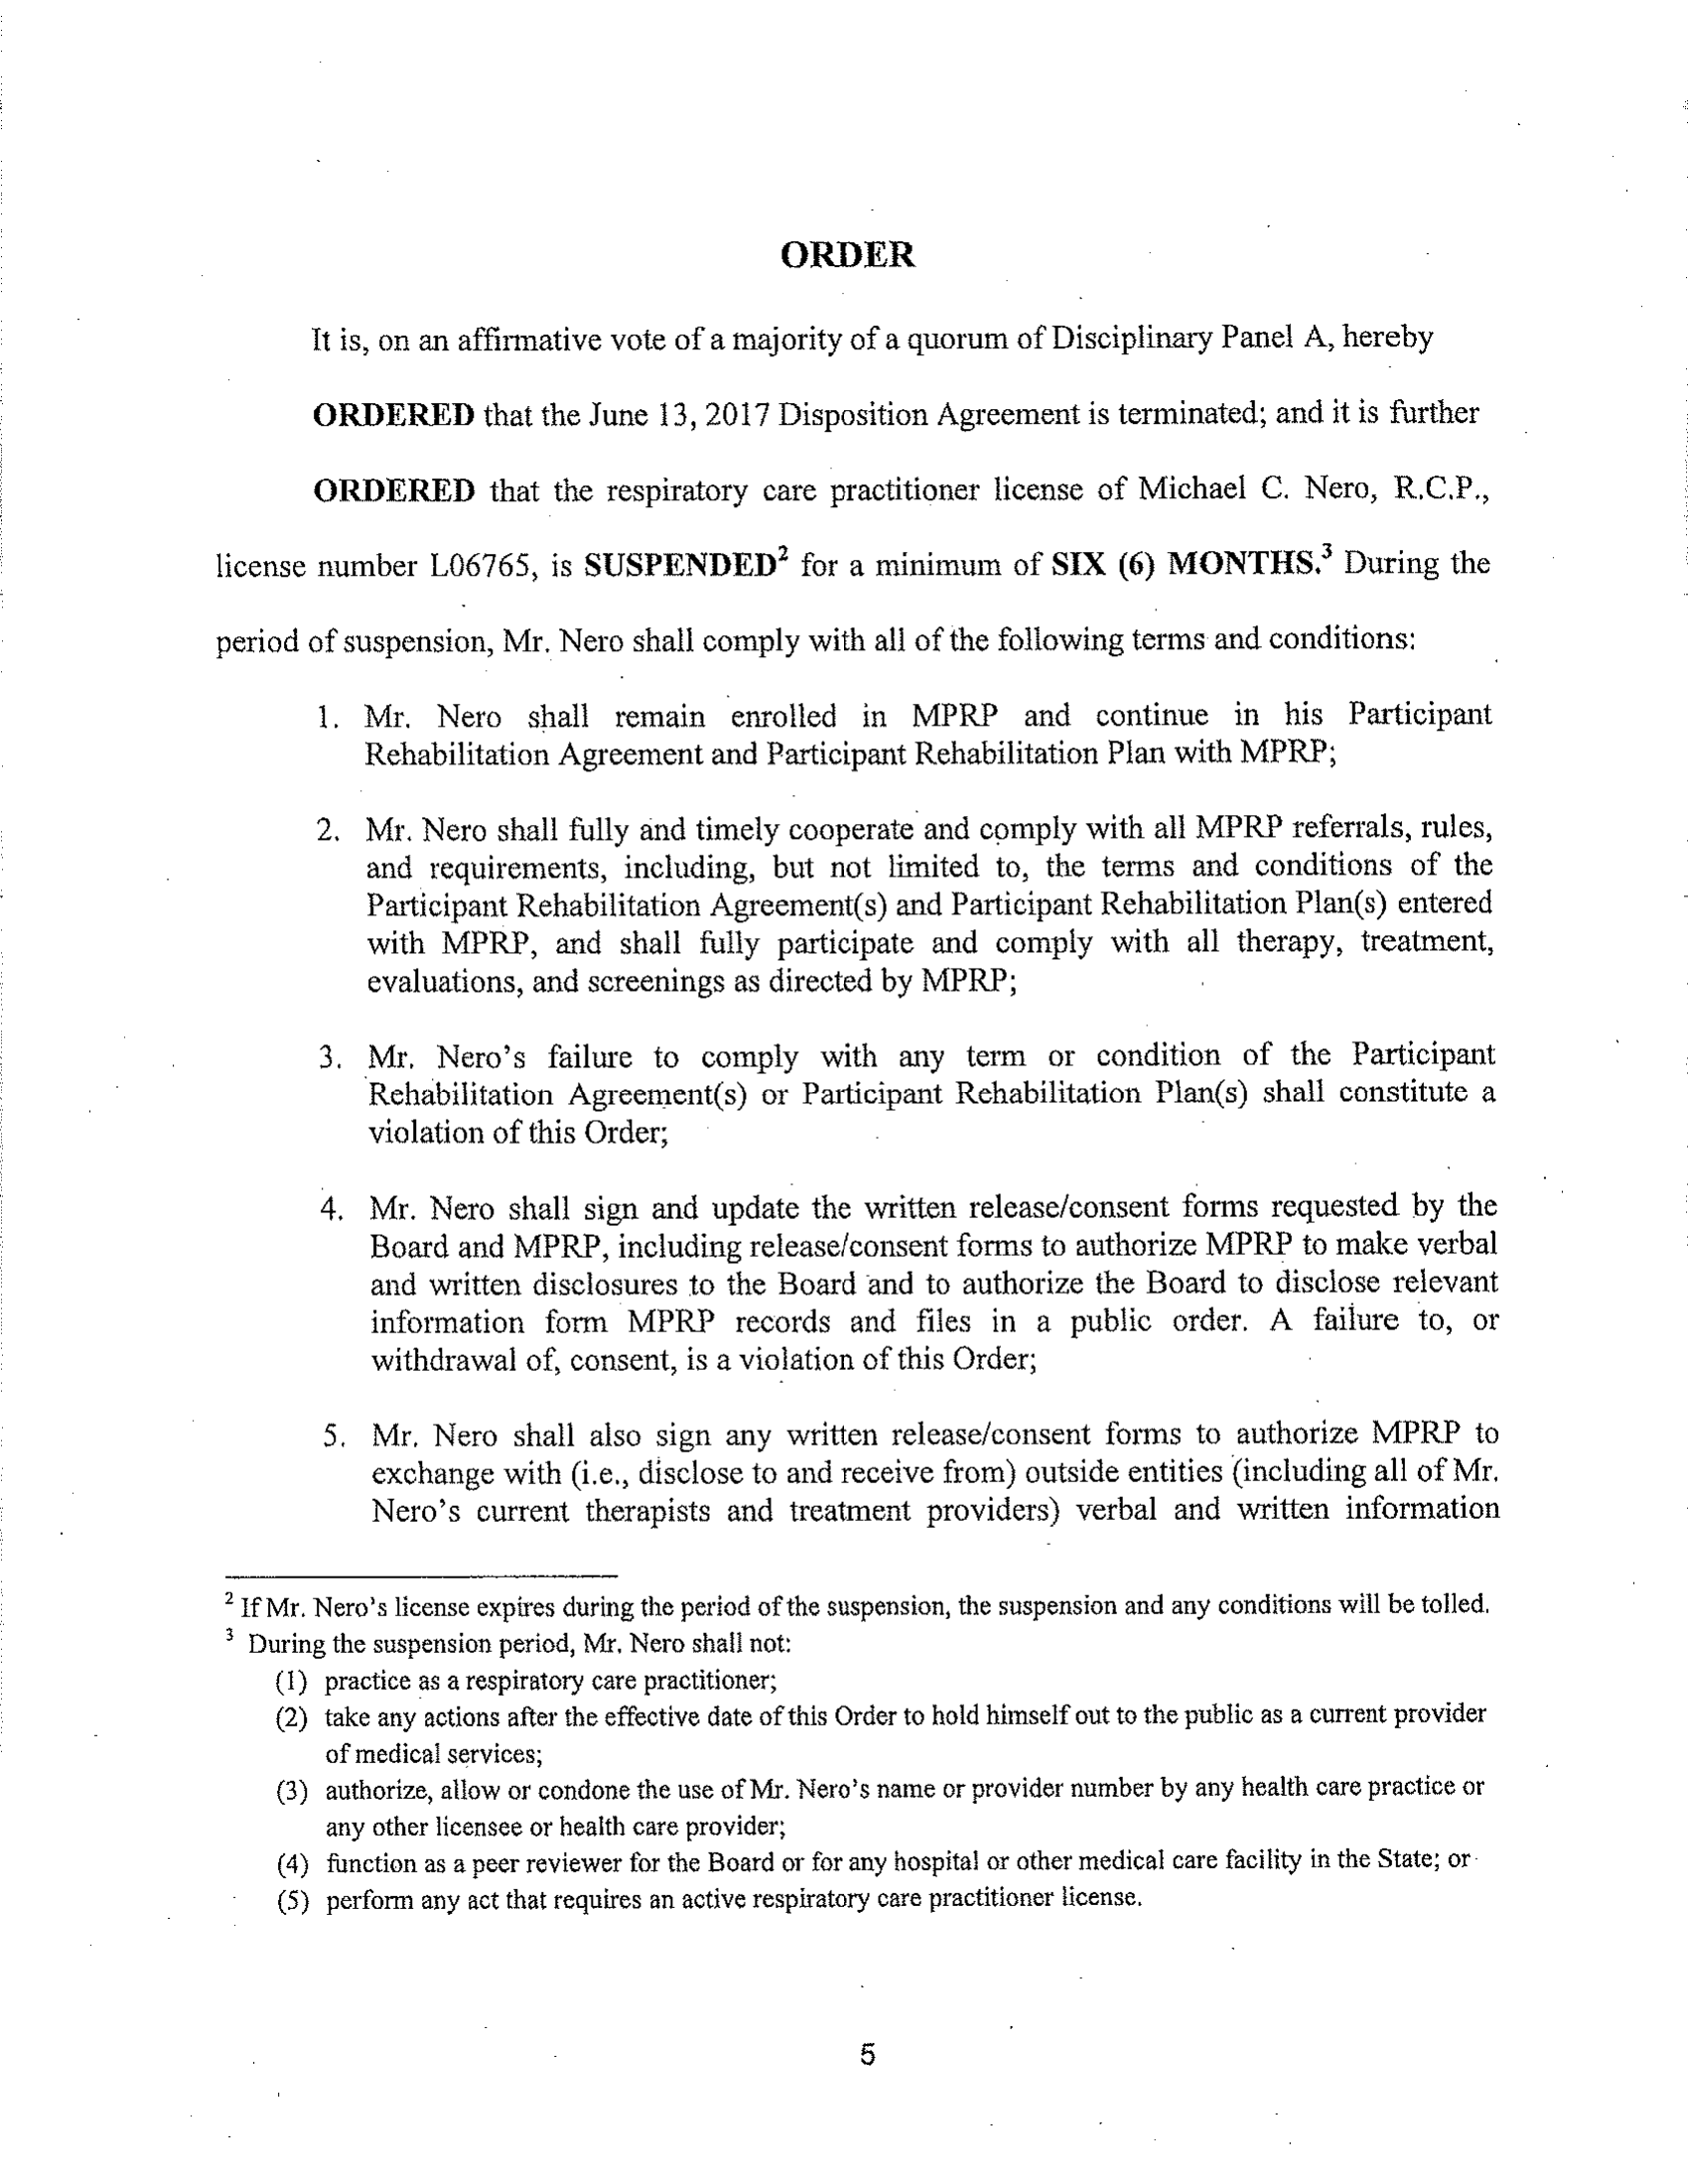 ORDER
It is, on an affirmative vote of a majority of a quorum of Disciplinary Panel A, hereby
ORDERED that the June 13, 2017 Disposition Agreement is terminated; and it is further
ORDERED that the respiratory care practitioner license of Michael C. Nero, R.C.P.,
license number L06765, is SUSPENDED² for a minimum of SIX (6) MONTHS.³ During the
period of suspension, Mr. Nero shall comply with all of the following terms and conditions:
1. Mr. Nero shall remain enrolled in MPRP and continue in his Participant
Rehabilitation Agreement and Participant Rehabilitation Plan with MPRP;
2. Mr. Nero shall fully and timely cooperate and comply with all MPRP referrals, rules,
and requirements, including, but not limited to, the terms and conditions of the
Participant Rehabilitation Agreement(s) and Participant Rehabilitation Plan(s) entered
with MPRP, and shall fully participate and comply with all therapy, treatment,
evaluations, and screenings as directed by MPRP;
3. Mr. Nero's failure to comply with any term or condition of the Participant
Rehabilitation Agreement(s) or Participant Rehabilitation Plan(s) shall constitute a
violation of this Order;
4. Mr. Nero shall sign and update the written release/consent forms requested by the
Board and MPRP, including release/consent forms to authorize MPRP to make verbal
and written disclosures to the Board and to authorize the Board to disclose relevant
information form MPRP records and files in a public order. A failure to, or
withdrawal of, consent, is a violation of this Order;
5. Mr. Nero shall also sign any written release/consent forms to authorize MPRP to
exchange with (i.e., disclose to and receive from) outside entities (including all of Mr.
Nero's current therapists and treatment providers) verbal and written information
² If Mr. Nero's license expires during the period of the suspension, the suspension and any conditions will be tolled.
³ During the suspension period, Mr. Nero shall not:
(1) practice as a respiratory care practitioner;
(2) take any actions after the effective date of this Order to hold himself out to the public as a current provider
of medical services;
(3) authorize, allow or condone the use of Mr. Nero's name or provider number by any health care practice or
any other licensee or health care provider;
(4) function as a peer reviewer for the Board or for any hospital or other medical care facility in the State; or
(5) perform any act that requires an active respiratory care practitioner license.
5